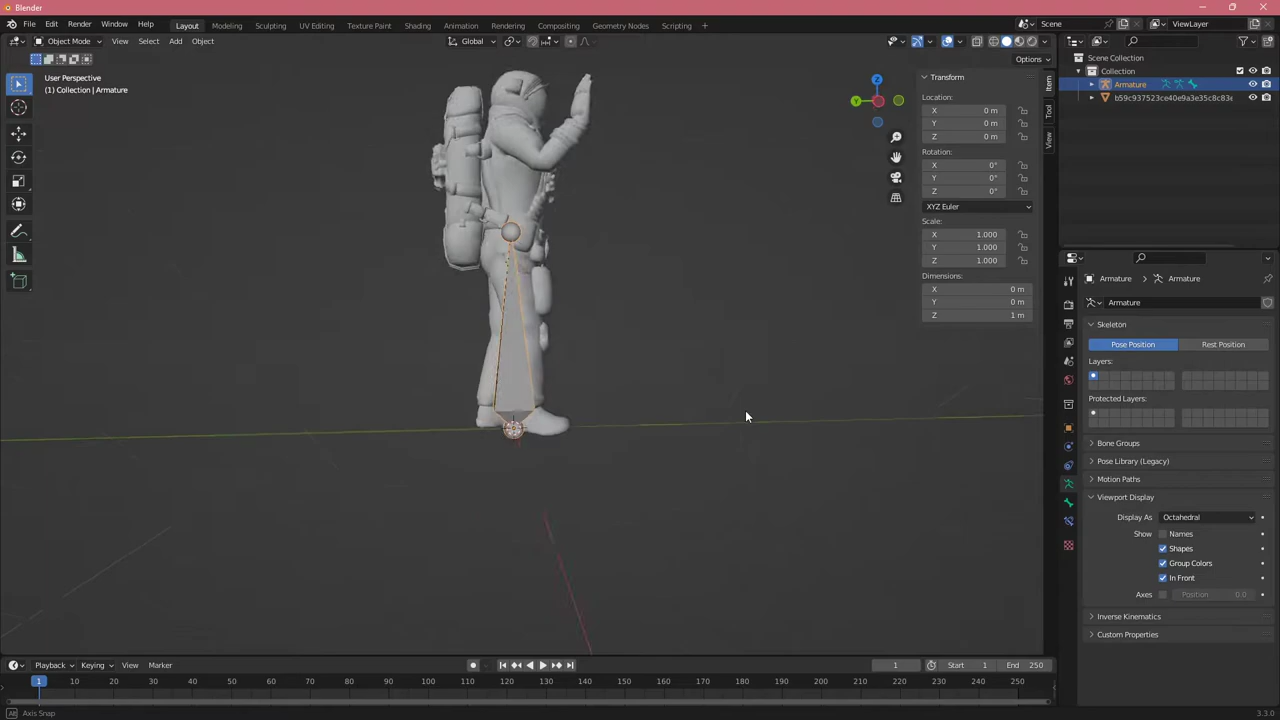 Blender
File Edit Render Window Help Layout Modeling Sculpting UV Editing Texture Paint Shading Animation Rendering Compositing Geometry Nodes Scripting + Scene ViewLayer
Object Mode View Select Add Object Global
Options
User Perspective
(1) Collection | Armature
Transform
Location:
X 0 m
Y 0 m
Z 0 m
Rotation:
X 0°
Y 0°
Z 0°
XYZ Euler
Scale:
X 1.000
Y 1.000
Z 1.000
Dimensions:
X 0 m
Y 0 m
Z 1 m
Item
Tool
View
Z
Y
Scene Collection
Collection
Armature
b59c937523ce40e9a3e35c8c83e
Armature > Armature
Armature
Skeleton
Pose Position Rest Position
Layers:
Protected Layers:
Bone Groups
Pose Library (Legacy)
Motion Paths
Viewport Display
Display As Octahedral
Show Names
Shapes
Group Colors
In Front
Axes Position 0.0
Inverse Kinematics
Custom Properties
Playback Keying View Marker 1 Start 1 End 250
1 10 20 30 40 50 60 70 80 90 100 110 120 130 140 150 160 170 180 190 200 210 220 230 240 250
Axis Snap 3.3.0